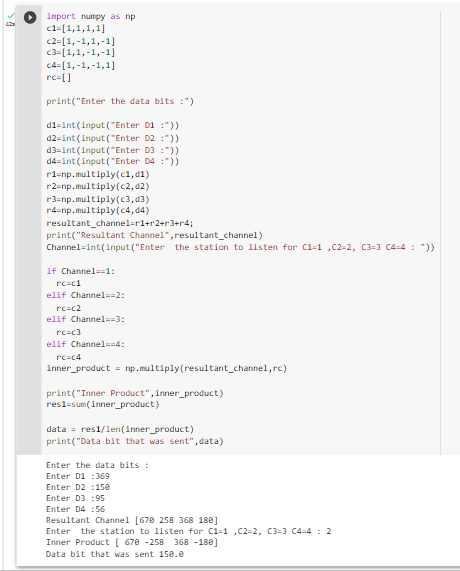 12s
import numpy as np
c1=[1,1,1,1]
c2=[1,-1,1,-1]
c3=[1,1,-1,-1]
c4=[1,-1,-1,1]
rc=[]
print("Enter the data bits :")
d1=int(input("Enter D1 :"))
d2=int(input("Enter D2 :"))
d3=int(input("Enter D3 :"))
d4=int(input("Enter D4 :"))
r1=np.multiply(c1,d1)
r2=np.multiply(c2,d2)
r3=np.multiply(c3,d3)
r4=np.multiply(c4,d4)
resultant_channel=r1+r2+r3+r4;
print("Resultant Channel",resultant_channel)
Channel=int(input("Enter  the station to listen for C1=1 ,C2=2, C3=3 C4=4 : "))
if Channel==1:
  rc=c1
elif Channel==2:
  rc=c2
elif Channel==3:
  rc=c3
elif Channel==4:
  rc=c4
inner_product = np.multiply(resultant_channel,rc)
print("Inner Product",inner_product)
res1=sum(inner_product)
data = res1/len(inner_product)
print("Data bit that was sent",data)
Enter the data bits :
Enter D1 :369
Enter D2 :150
Enter D3 :95
Enter D4 :56
Resultant Channel [670 258 368 180]
Enter  the station to listen for C1=1 ,C2=2, C3=3 C4=4 : 2
Inner Product [ 670 -258  368 -180]
Data bit that was sent 150.0